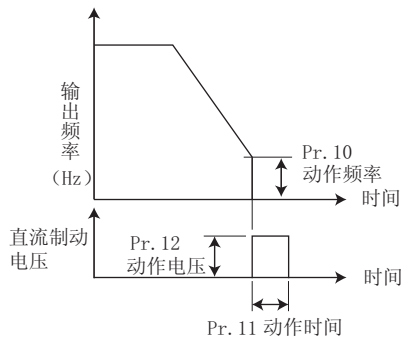 输出频率
（Hz）
Pr.10
动作频率
时间
直流制动
电压
Pr.12
动作电压
时间
Pr.11 动作时间